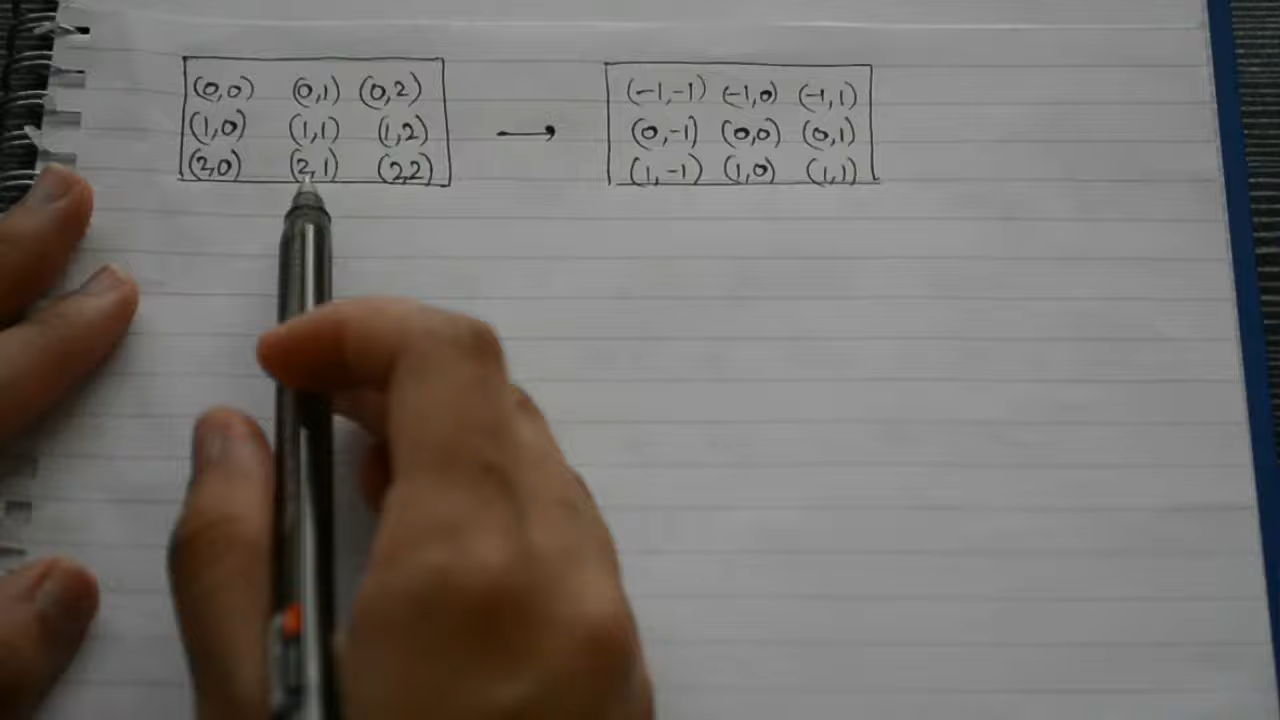 (0,0) (0,1) (0,2) (-1,-1) (-1,0) (-1,1)
(1,0) (1,1) (1,2) → (0,-1) (0,0) (0,1)
(2,0) (2,1) (2,2) (1,-1) (1,0) (1,1)